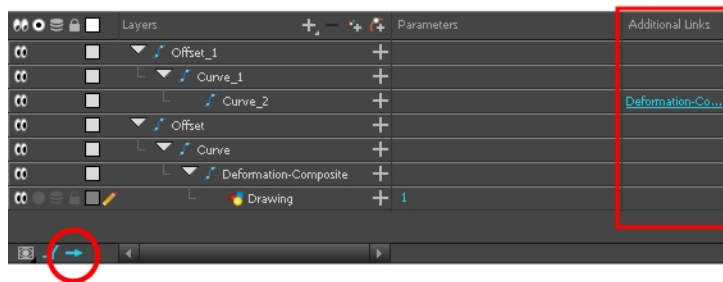 Layers Parameters Additional Links
Offset_1
Curve_1
Curve_2 Deformation-Co...
Offset
Curve
Deformation-Composite
Drawing 1